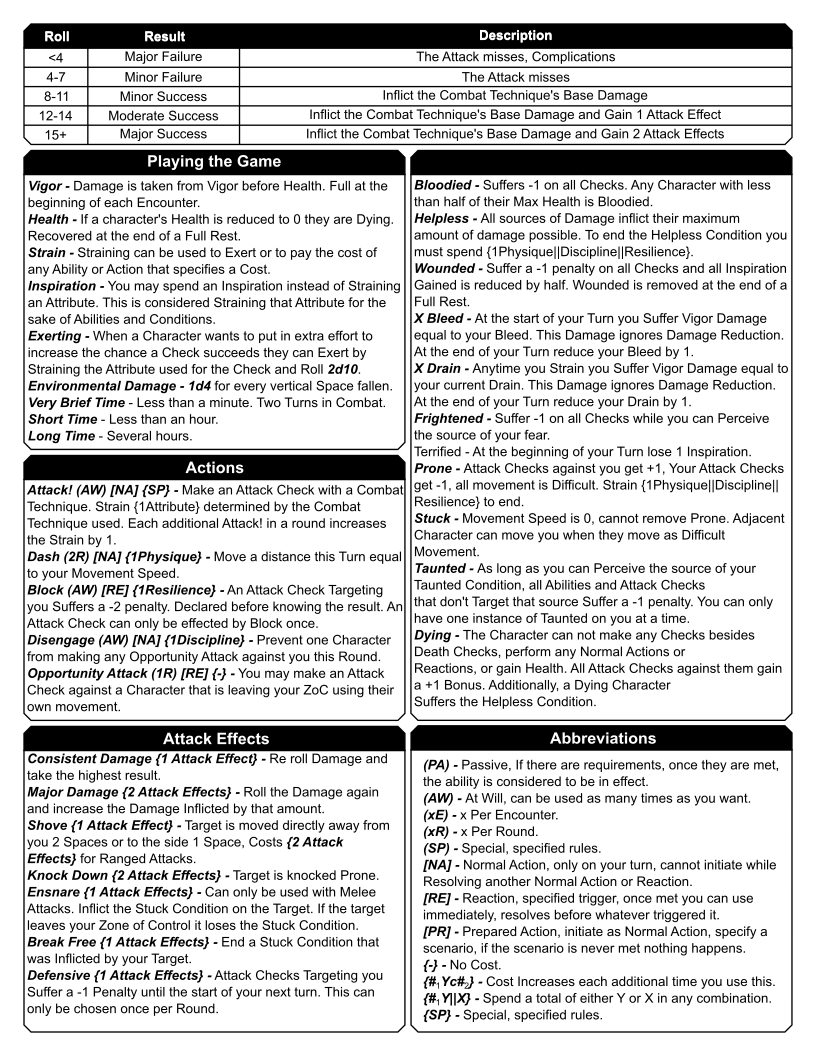 Roll Result Description
<4 Major Failure The Attack misses, Complications
4-7 Minor Failure The Attack misses
8-11 Minor Success Inflict the Combat Technique's Base Damage
12-14 Moderate Success Inflict the Combat Technique's Base Damage and Gain 1 Attack Effect
15+ Major Success Inflict the Combat Technique's Base Damage and Gain 2 Attack Effects
Playing the Game
Vigor - Damage is taken from Vigor before Health. Full at the
beginning of each Encounter.
Health - If a character's Health is reduced to 0 they are Dying.
Recovered at the end of a Full Rest.
Strain - Straining can be used to Exert or to pay the cost of
any Ability or Action that specifies a Cost.
Inspiration - You may spend an Inspiration instead of Straining
an Attribute. This is considered Straining that Attribute for the
sake of Abilities and Conditions.
Exerting - When a Character wants to put in extra effort to
increase the chance a Check succeeds they can Exert by
Straining the Attribute used for the Check and Roll 2d10.
Environmental Damage - 1d4 for every vertical Space fallen.
Very Brief Time - Less than a minute. Two Turns in Combat.
Short Time - Less than an hour.
Long Time - Several hours.
Actions
Attack! (AW) [NA] {SP} - Make an Attack Check with a Combat
Technique. Strain {1Attribute} determined by the Combat
Technique used. Each additional Attack! in a round increases
the Strain by 1.
Dash (2R) [NA] {1Physique} - Move a distance this Turn equal
to your Movement Speed.
Block (AW) [RE] {1Resilience} - An Attack Check Targeting
you Suffers a -2 penalty. Declared before knowing the result. An
Attack Check can only be effected by Block once.
Disengage (AW) [NA] {1Discipline} - Prevent one Character
from making any Opportunity Attack against you this Round.
Opportunity Attack (1R) [RE] {-} - You may make an Attack
Check against a Character that is leaving your ZoC using their
own movement.
Attack Effects
Consistent Damage {1 Attack Effect} - Re roll Damage and
take the highest result.
Major Damage {2 Attack Effects} - Roll the Damage again
and increase the Damage Inflicted by that amount.
Shove {1 Attack Effect} - Target is moved directly away from
you 2 Spaces or to the side 1 Space, Costs {2 Attack
Effects} for Ranged Attacks.
Knock Down {2 Attack Effects} - Target is knocked Prone.
Ensnare {1 Attack Effects} - Can only be used with Melee
Attacks. Inflict the Stuck Condition on the Target. If the target
leaves your Zone of Control it loses the Stuck Condition.
Break Free {1 Attack Effects} - End a Stuck Condition that
was Inflicted by your Target.
Defensive {1 Attack Effects} - Attack Checks Targeting you
Suffer a -1 Penalty until the start of your next turn. This can
only be chosen once per Round.
Bloodied - Suffers -1 on all Checks. Any Character with less
than half of their Max Health is Bloodied.
Helpless - All sources of Damage inflict their maximum
amount of damage possible. To end the Helpless Condition you
must spend {1Physique||Discipline||Resilience}.
Wounded - Suffer a -1 penalty on all Checks and all Inspiration
Gained is reduced by half. Wounded is removed at the end of a
Full Rest.
X Bleed - At the start of your Turn you Suffer Vigor Damage
equal to your Bleed. This Damage ignores Damage Reduction.
At the end of your Turn reduce your Bleed by 1.
X Drain - Anytime you Strain you Suffer Vigor Damage equal to
your current Drain. This Damage ignores Damage Reduction.
At the end of your Turn reduce your Drain by 1.
Frightened - Suffer -1 on all Checks while you can Perceive
the source of your fear.
Terrified - At the beginning of your Turn lose 1 Inspiration.
Prone - Attack Checks against you get +1, Your Attack Checks
get -1, all movement is Difficult. Strain {1Physique||Discipline||
Resilience} to end.
Stuck - Movement Speed is 0, cannot remove Prone. Adjacent
Character can move you when they move as Difficult
Movement.
Taunted - As long as you can Perceive the source of your
Taunted Condition, all Abilities and Attack Checks
that don't Target that source Suffer a -1 penalty. You can only
have one instance of Taunted on you at a time.
Dying - The Character can not make any Checks besides
Death Checks, perform any Normal Actions or
Reactions, or gain Health. All Attack Checks against them gain
a +1 Bonus. Additionally, a Dying Character
Suffers the Helpless Condition.
Abbreviations
(PA) - Passive, If there are requirements, once they are met,
the ability is considered to be in effect.
(AW) - At Will, can be used as many times as you want.
(xE) - x Per Encounter.
(xR) - x Per Round.
(SP) - Special, specified rules.
[NA] - Normal Action, only on your turn, cannot initiate while
Resolving another Normal Action or Reaction.
[RE] - Reaction, specified trigger, once met you can use
immediately, resolves before whatever triggered it.
[PR] - Prepared Action, initiate as Normal Action, specify a
scenario, if the scenario is never met nothing happens.
{-} - No Cost.
{#₁Yc#₂} - Cost Increases each additional time you use this.
{#₁Y||X} - Spend a total of either Y or X in any combination.
{SP} - Special, specified rules.